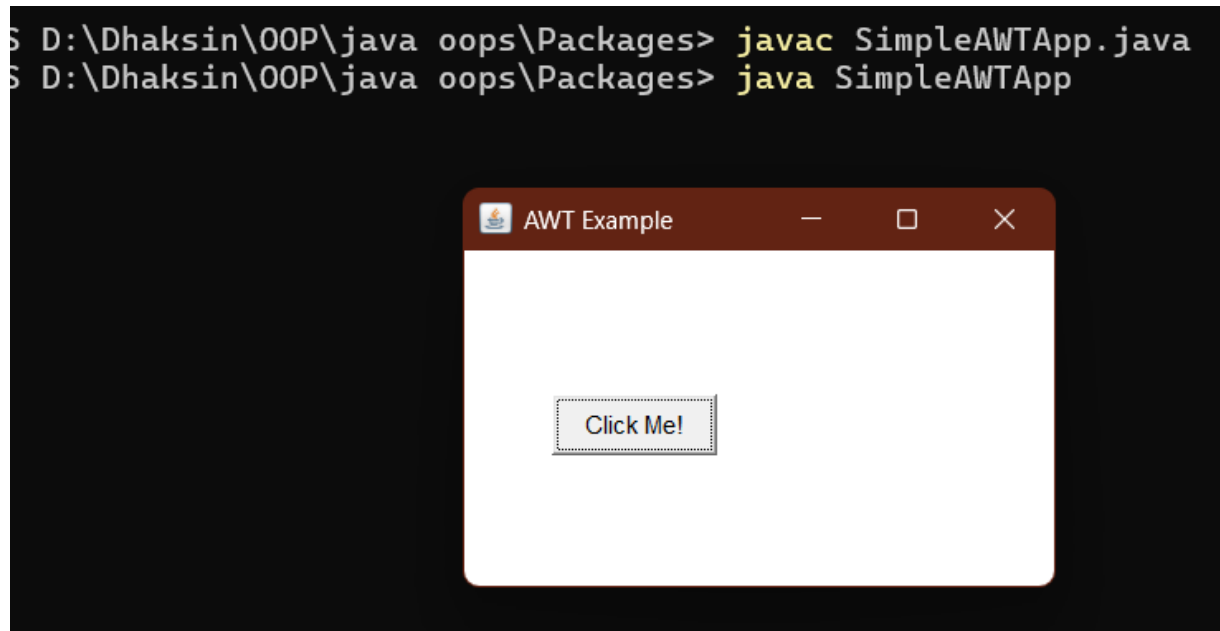 S D:\Dhaksin\OOP\java oops\Packages> javac SimpleAWTApp.java
S D:\Dhaksin\OOP\java oops\Packages> java SimpleAWTApp
AWT Example
Click Me!